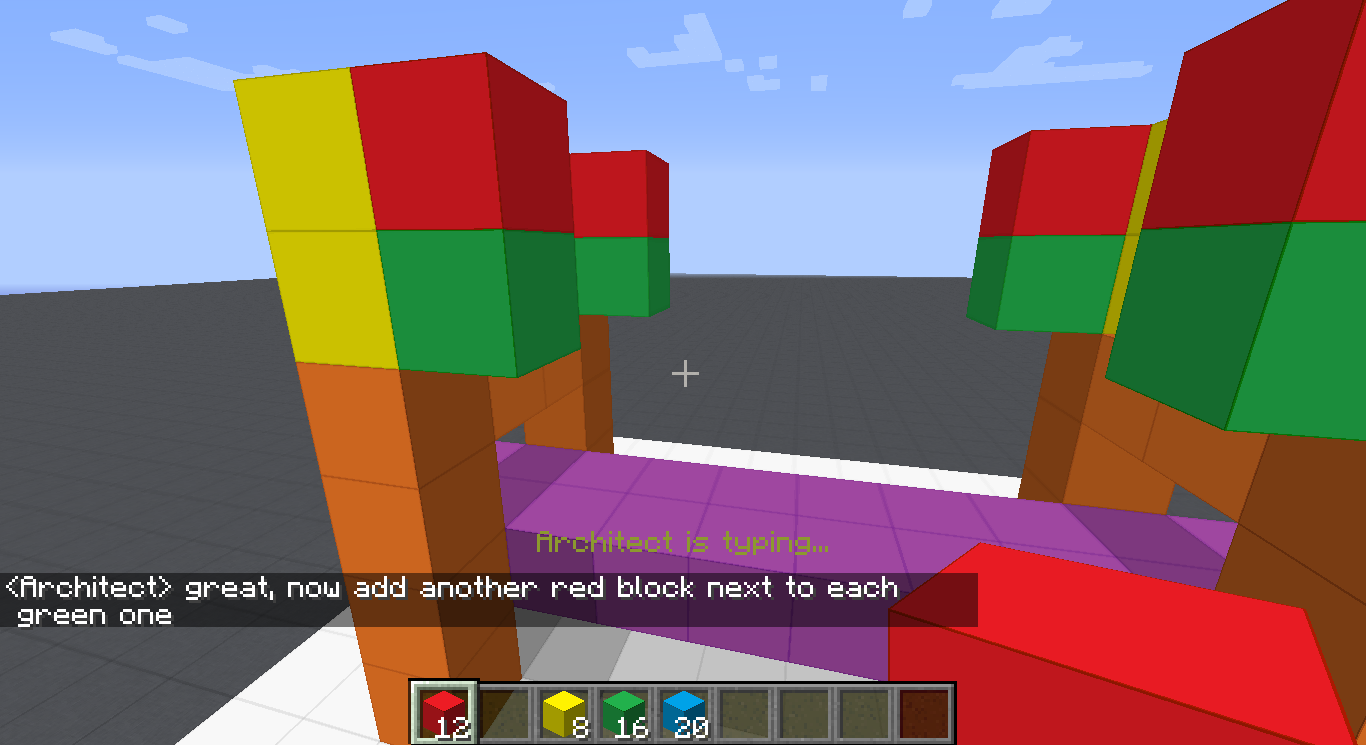 Architect is typing...
<Architect> great, now add another red block next to each
green one
12
8
16
20